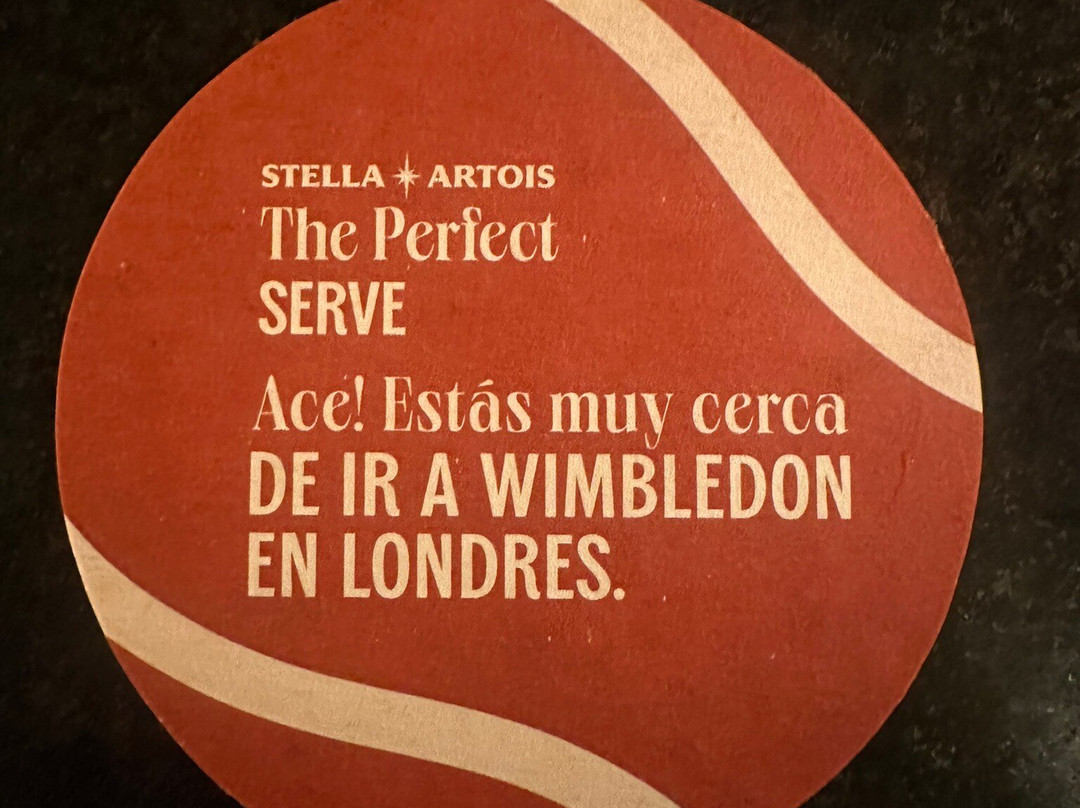 STELLA ARTOIS
The Perfect
SERVE
Ace! Estás muy cerca
DE IR A WIMBLEDON
EN LONDRES.